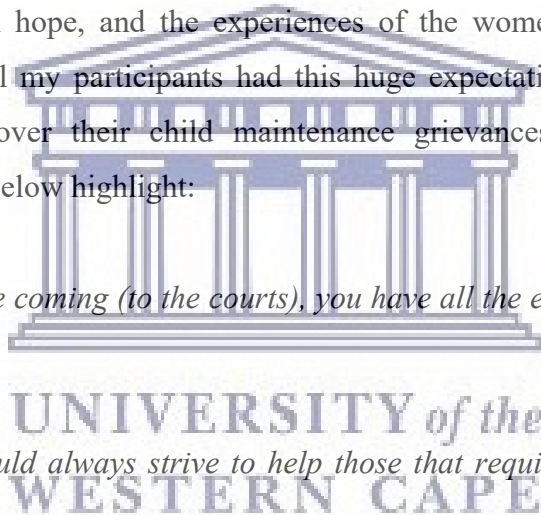 hope, and the experiences of the wome
my participants had this huge expectati
over their child maintenance grievances
elow highlight:
coming (to the courts), you have all the e
UNIVERSITY of the
uld always strive to help those that requi
WESTERN CAPE